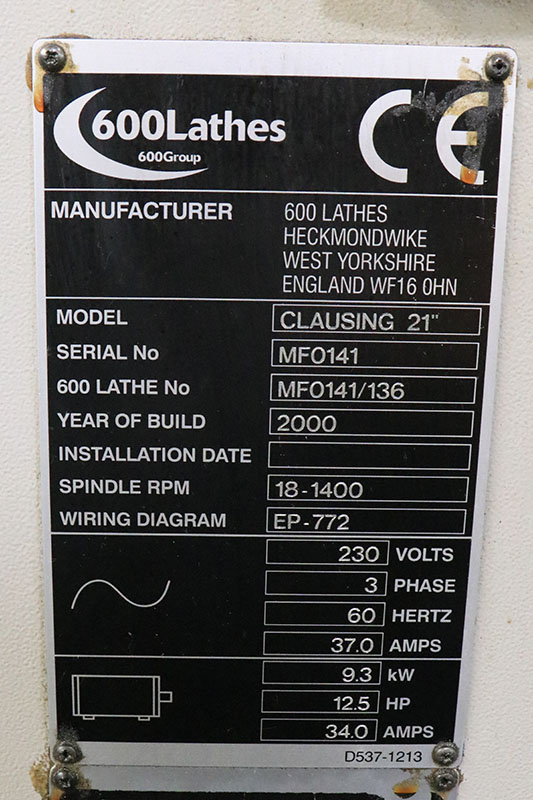 600Lathes
600Group
CE
MANUFACTURER 600 LATHES
HECKMONDWIKE
WEST YORKSHIRE
ENGLAND WF16 0HN
MODEL CLAUSING 21"
SERIAL No MF0141
600 LATHE No MF0141/136
YEAR OF BUILD 2000
INSTALLATION DATE
SPINDLE RPM 18-1400
WIRING DIAGRAM EP-772
230 VOLTS
3 PHASE
60 HERTZ
37.0 AMPS
9.3 kW
12.5 HP
34.0 AMPS
D537-1213